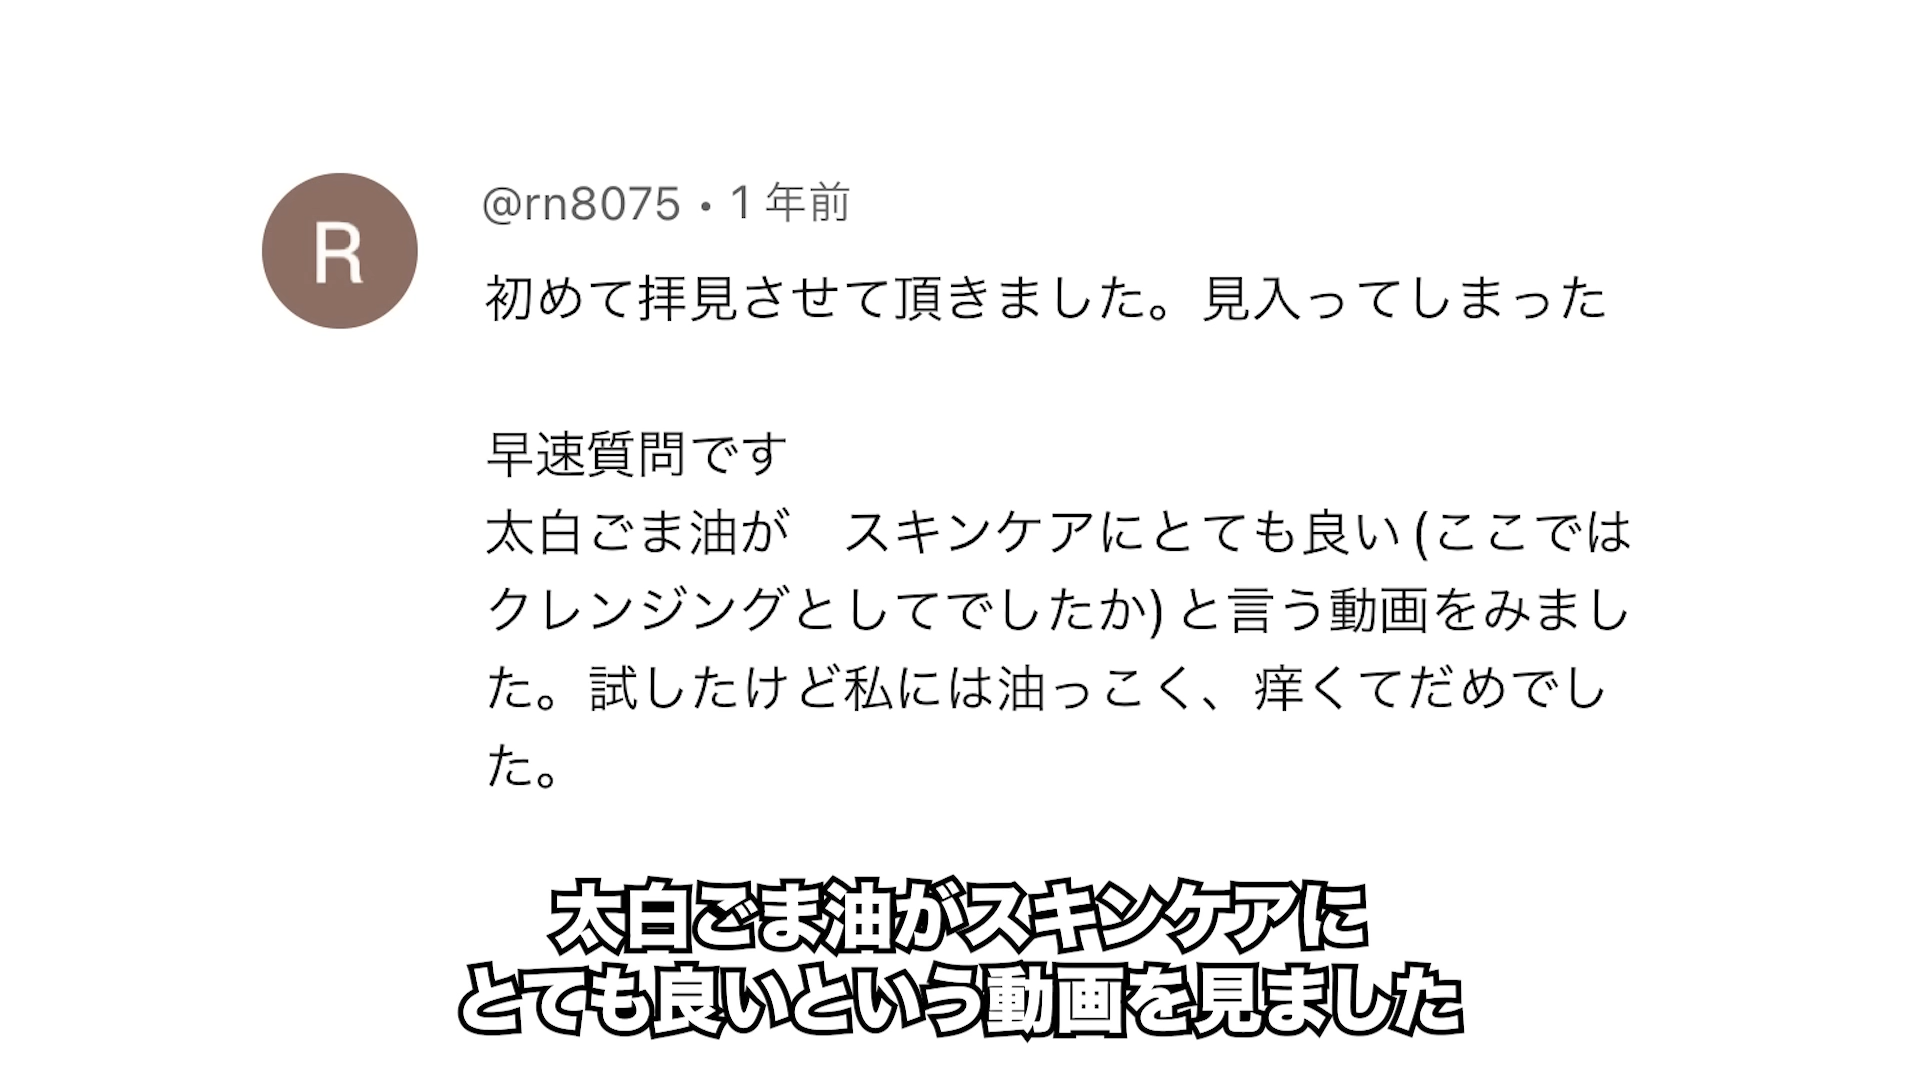 R
@rn8075・1 年前
初めて拝見させて頂きました。見入ってしまった
早速質問です
太白ごま油が　スキンケアにとても良い (ここでは
クレンジングとしてでしたか) と言う動画をみまし
た。試したけど私には油っこく、痒くてだめでし
た。
太白ごま油がスキンケアに
とても良いという動画を見ました